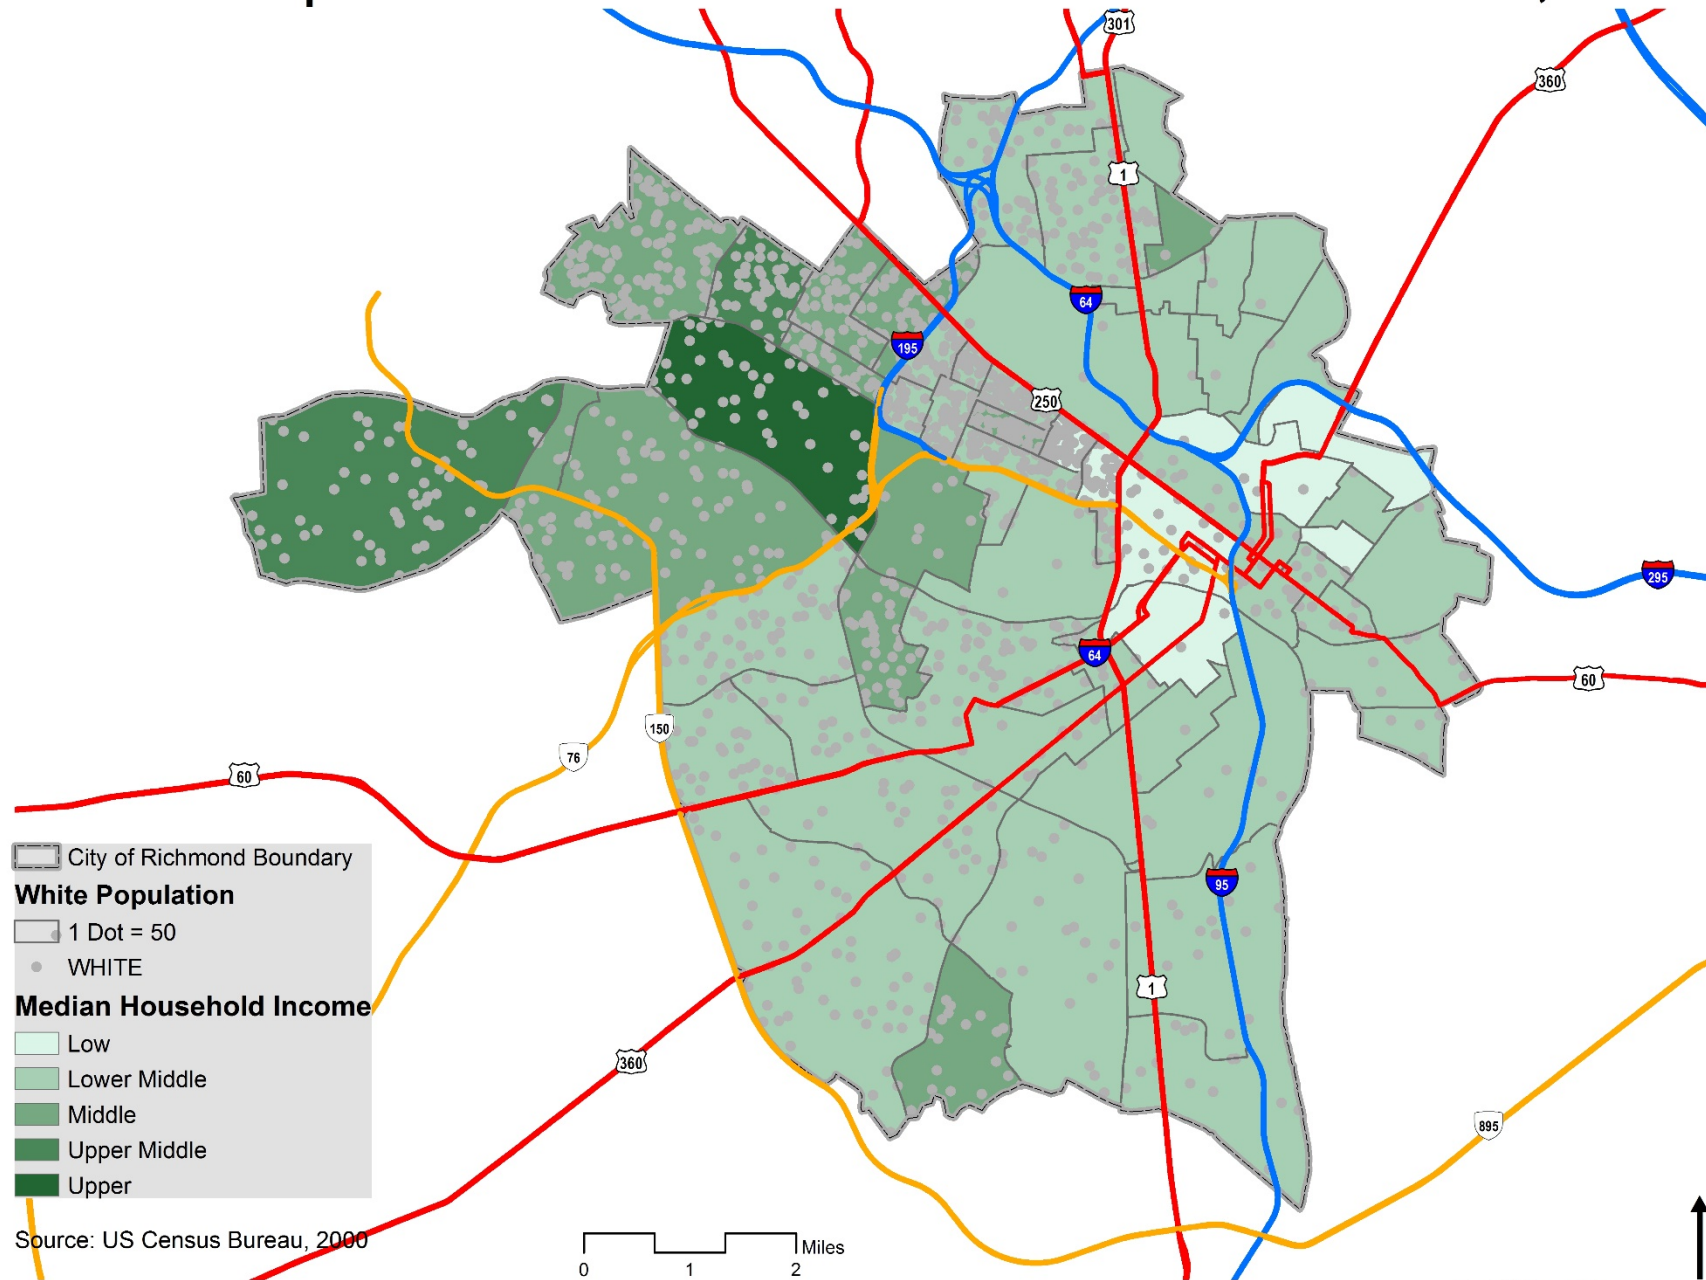 301
360
1
64
195
250
295
64
60
150
76
60
95
1
360
895
City of Richmond Boundary
White Population
1 Dot = 50
WHITE
Median Household Income
Low
Lower Middle
Middle
Upper Middle
Upper
Source: US Census Bureau, 2000
Miles
0 1 2